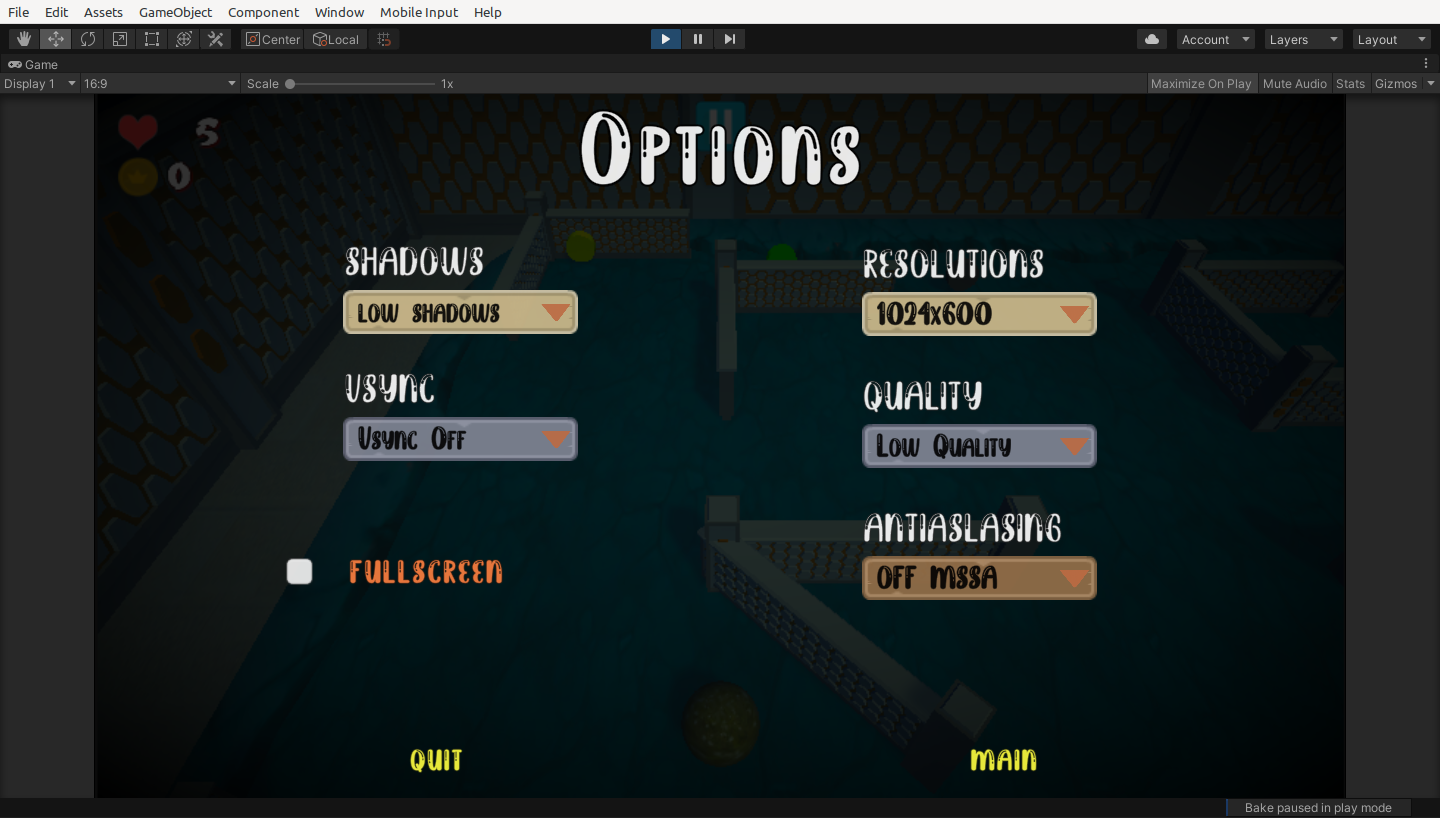 File Edit Assets GameObject Component Window Mobile Input Help
Center Local Account Layers Layout
Game
Display 1 16:9 Scale 1x Maximize On Play Mute Audio Stats Gizmos
5
0
Options
SHADOWS
LOW SHADOWS
RESOLUTIONS
1024x600
VSYNC
Vsync Off
QUALITY
Low Quality
ANTIASLASING
OFF MSSA
FULLSCREEN
QUIT
MAIN
Bake paused in play mode